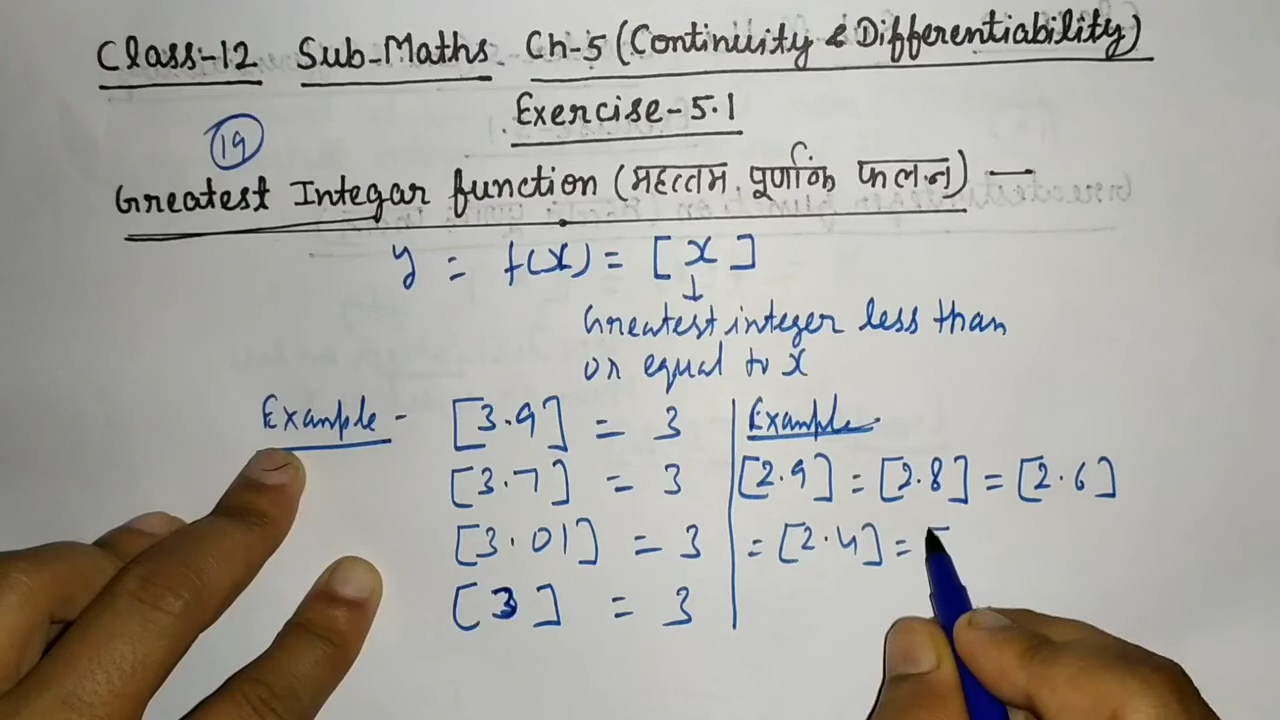 Class-12 Sub-Maths. Ch-5 (Continuity & Differentiability)
Exercise-5.1
19
Greatest Integar function (महत्तम पूर्णांक फलन) —
y = f(x) = [x]
↓
Greatest integer less than
or equal to x
Example - [3.9] = 3
[3.7] = 3
[3.01] = 3
[3] = 3
Example
[2.9] = [2.8] = [2.6]
= [2.4] =